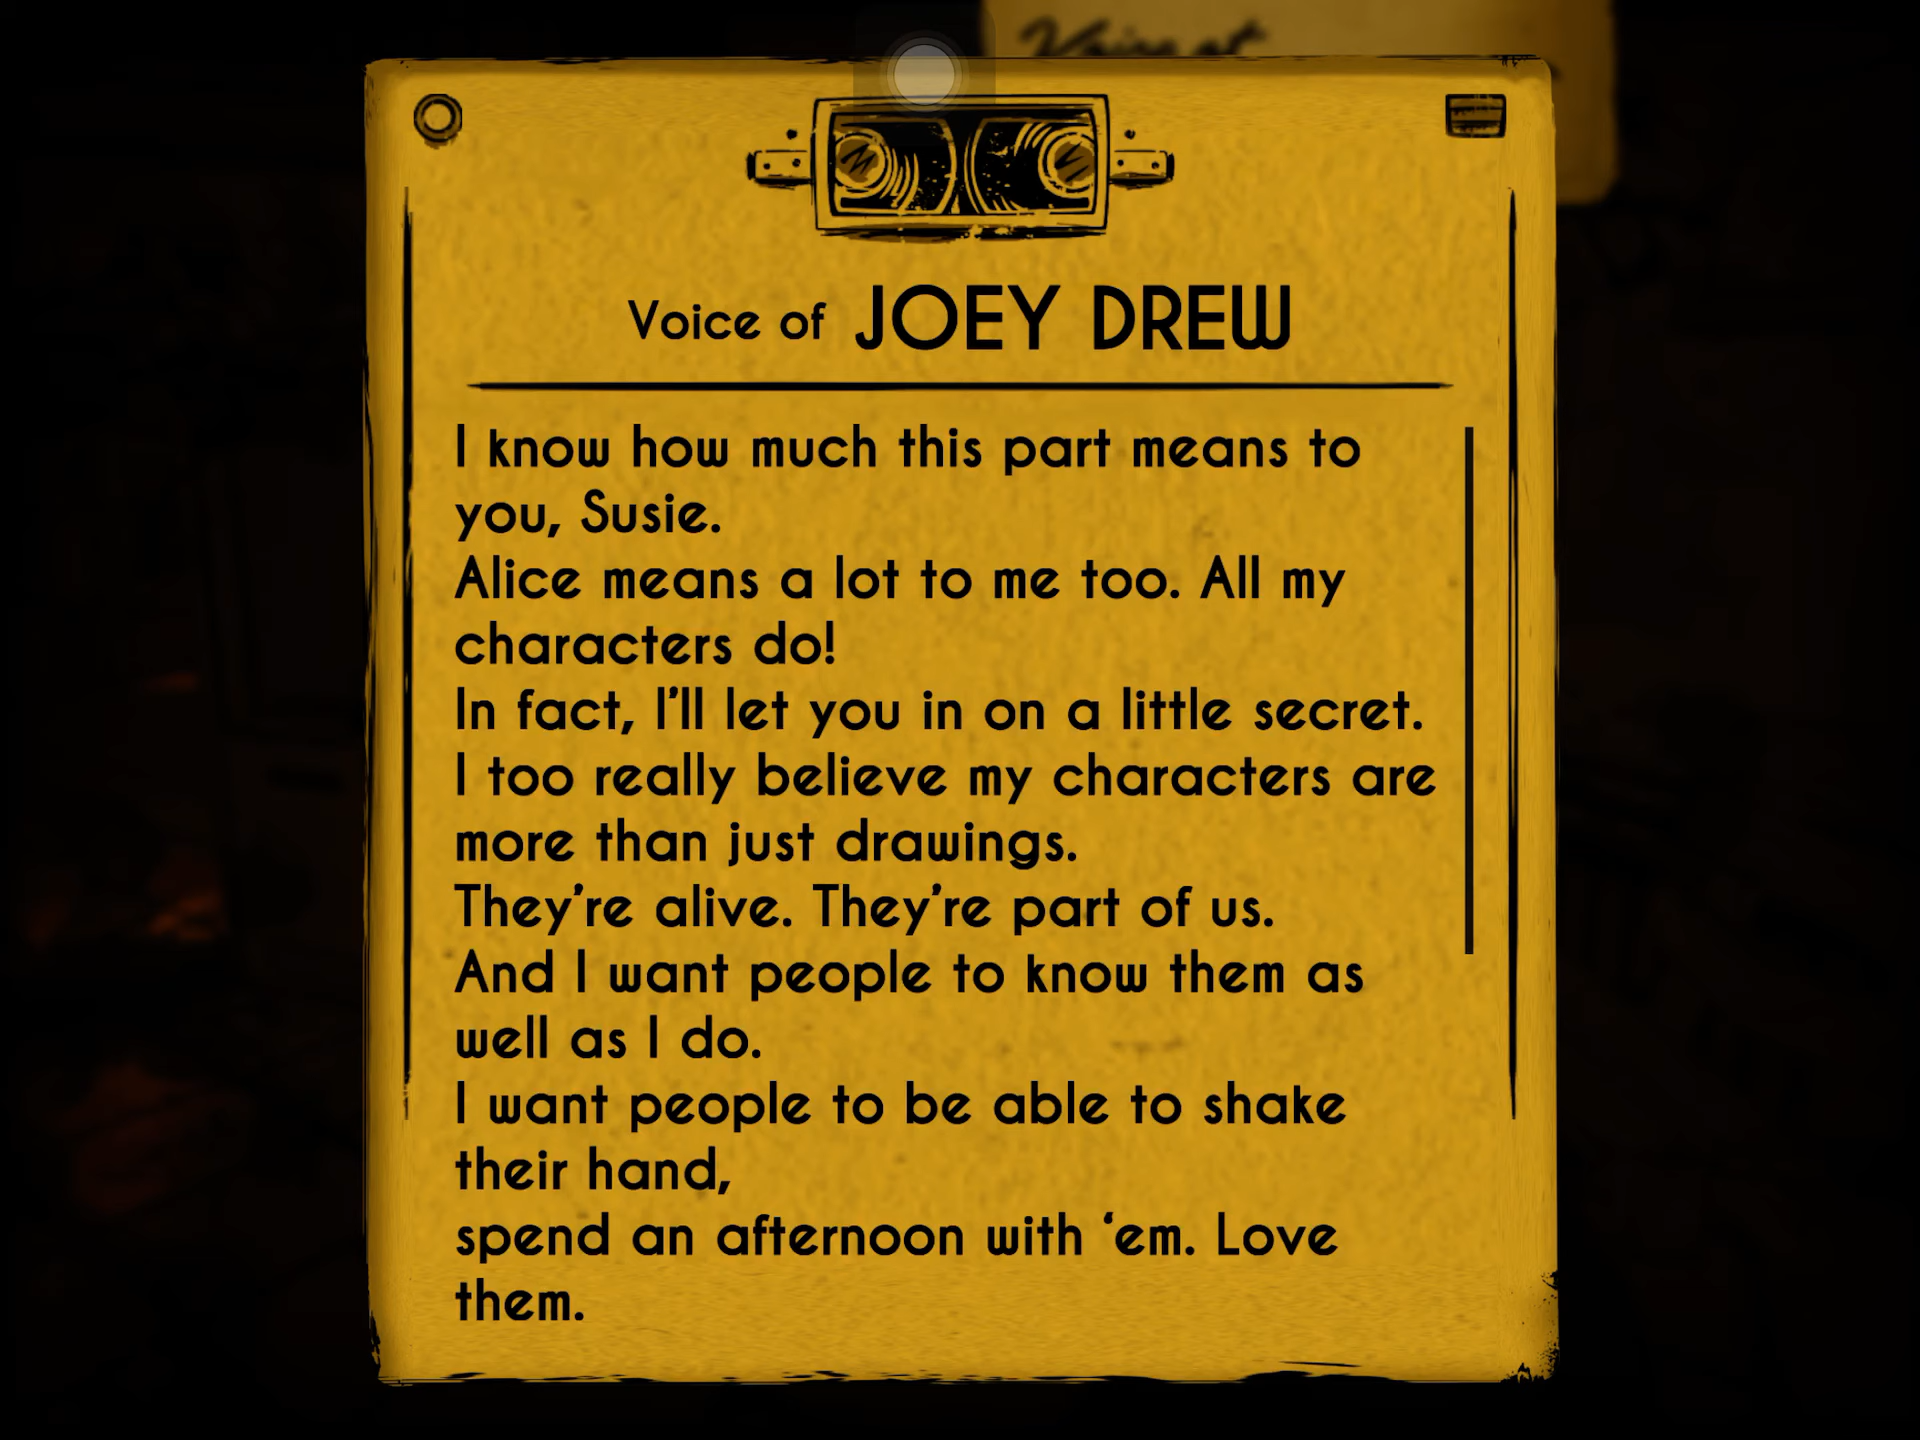 Voice of
Voice of JOEY DREW
I know how much this part means to
you, Susie.
Alice means a lot to me too. All my
characters do!
In fact, I'll let you in on a little secret.
I too really believe my characters are
more than just drawings.
They're alive. They're part of us.
And I want people to know them as
well as I do.
I want people to be able to shake
their hand,
spend an afternoon with ‘em. Love
them.